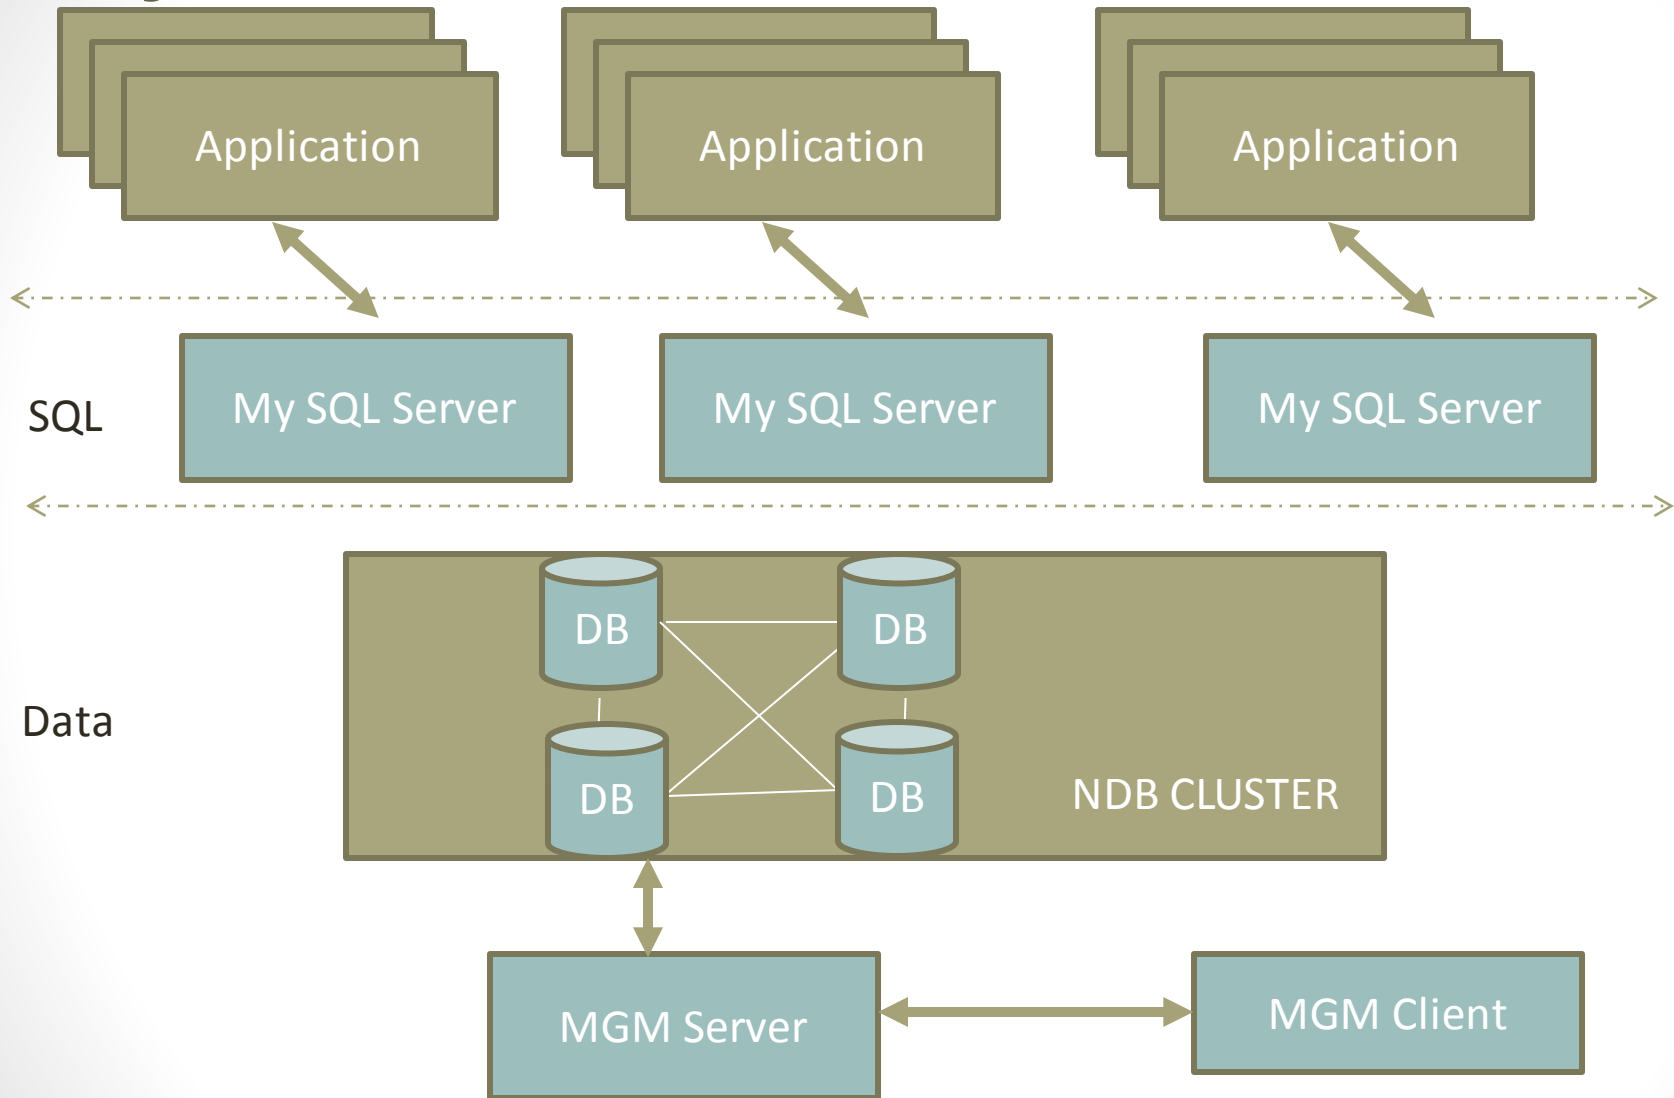 Application
Application
Application
SQL
My SQL Server
My SQL Server
My SQL Server
DB
DB
Data
DB
DB
NDB CLUSTER
MGM Server
MGM Client